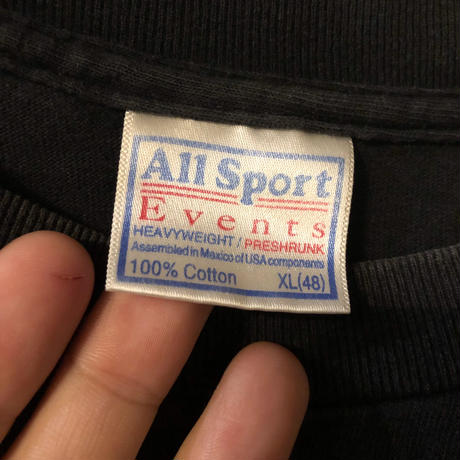 All Sport
Events
HEAVYWEIGHT / PRESHRUNK
Assembled in Mexico of USA components
100% Cotton XL(48)